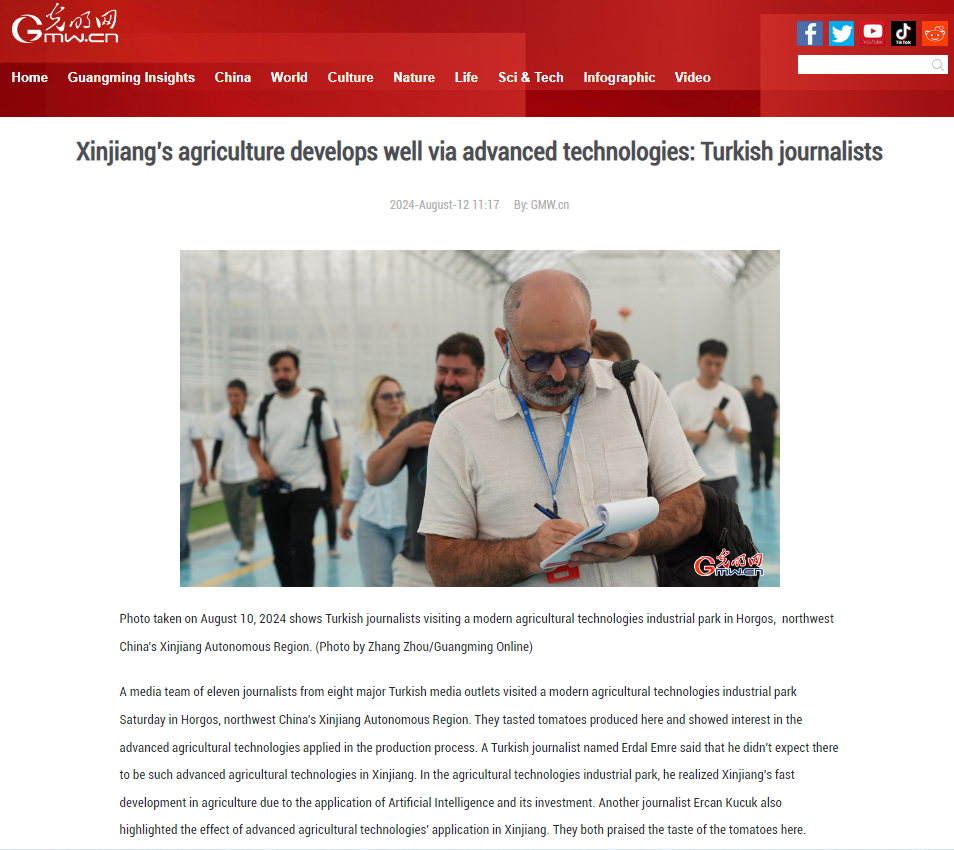 光明网
GMW.CN
YouTube
TikTok
Home Guangming Insights China World Culture Nature Life Sci & Tech Infographic Video
Xinjiang's agriculture develops well via advanced technologies: Turkish journalists
2024-August-12 11:17 By: GMW.cn
光明网
GMW.CN
Photo taken on August 10, 2024 shows Turkish journalists visiting a modern agricultural technologies industrial park in Horgos, northwest
China's Xinjiang Autonomous Region. (Photo by Zhang Zhou/Guangming Online)
A media team of eleven journalists from eight major Turkish media outlets visited a modern agricultural technologies industrial park
Saturday in Horgos, northwest China's Xinjiang Autonomous Region. They tasted tomatoes produced here and showed interest in the
advanced agricultural technologies applied in the production process. A Turkish journalist named Erdal Emre said that he didn't expect there
to be such advanced agricultural technologies in Xinjiang. In the agricultural technologies industrial park, he realized Xinjiang's fast
development in agriculture due to the application of Artificial Intelligence and its investment. Another journalist Ercan Kucuk also
highlighted the effect of advanced agricultural technologies' application in Xinjiang. They both praised the taste of the tomatoes here.